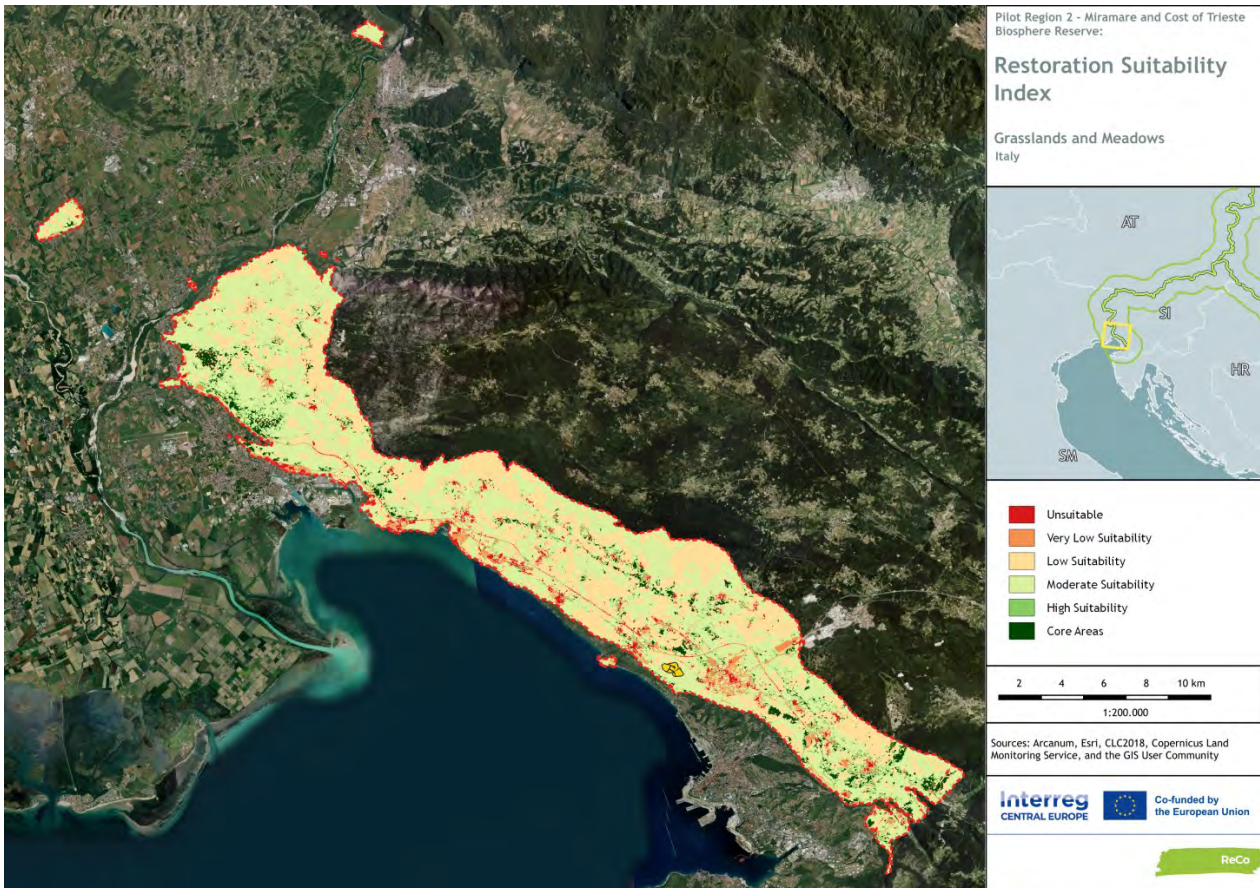 Pilot Region 2 - Miramare and Cost of Trieste
Biosphere Reserve:
Restoration Suitability
Index
Grasslands and Meadows
Italy
AT
SI
HR
SM
Unsuitable
Very Low Suitability
Low Suitability
Moderate Suitability
High Suitability
Core Areas
2 4 6 8 10 km
1:200.000
Sources: Arcanum, Esri, CLC2018, Copernicus Land
Monitoring Service, and the GIS User Community
Interreg
CENTRAL EUROPE
Co-funded by
the European Union
ReCo